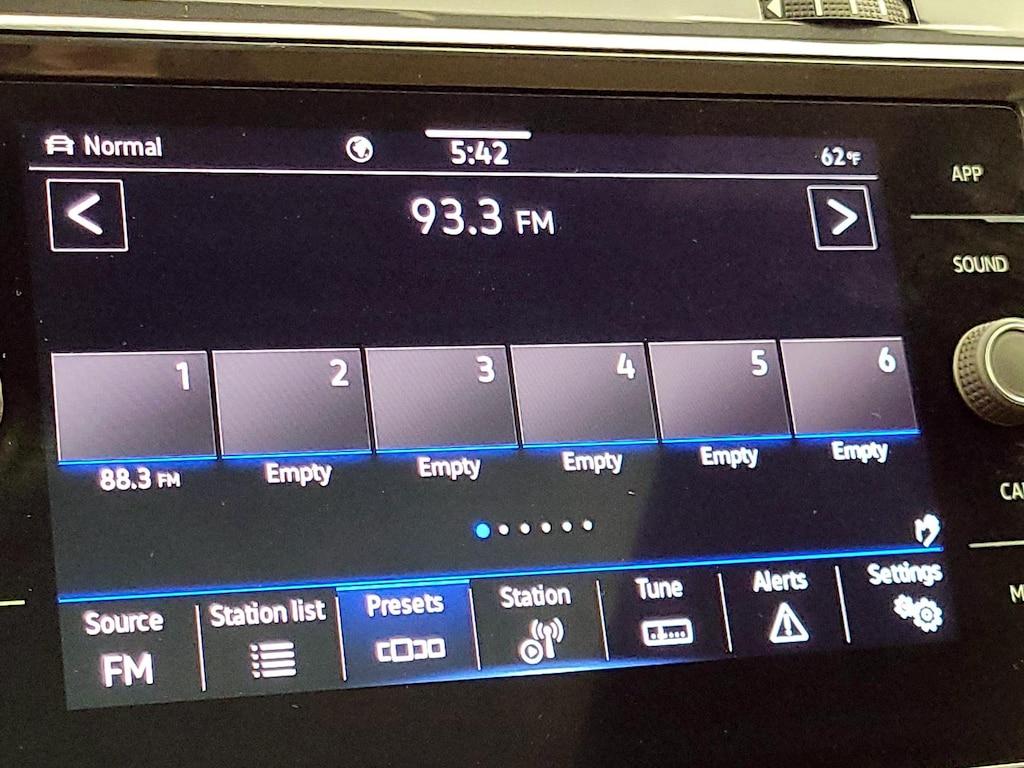 Normal
5:42
62°F
APP
93.3 FM
SOUND
1 2 3 4 5 6
88.3 FM Empty Empty Empty Empty Empty
Source Station list Presets Station Tune Alerts Settings
FM